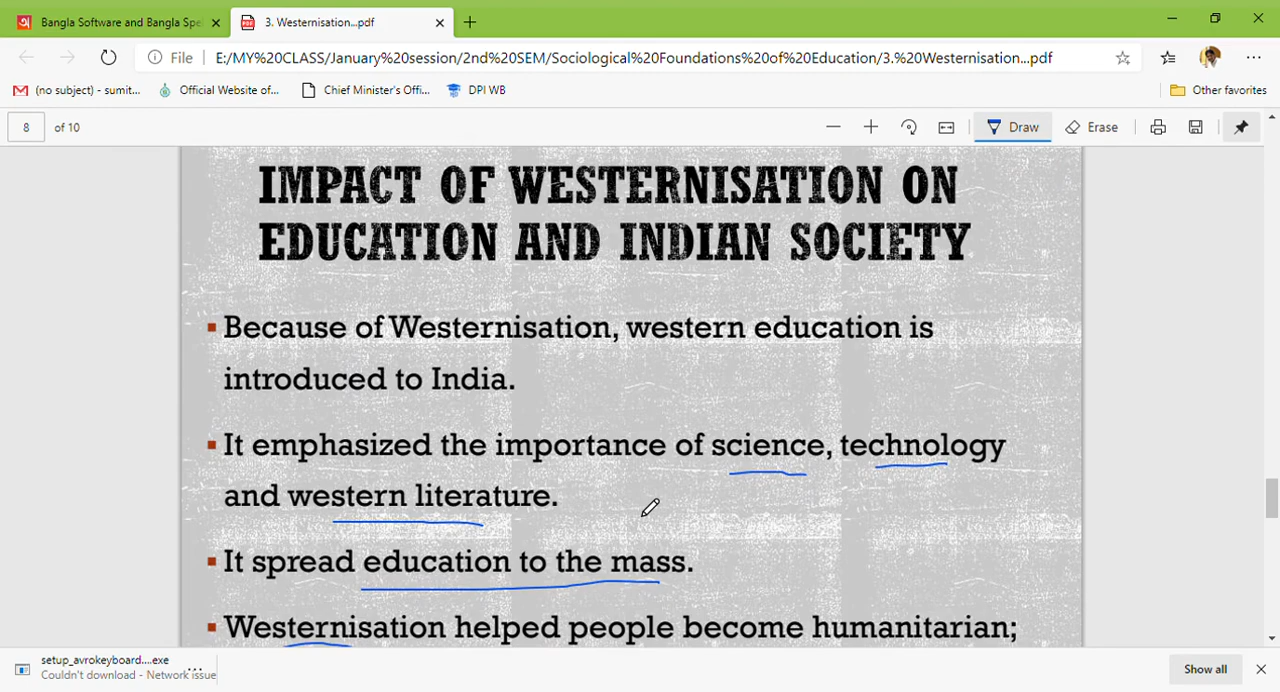 Bangla Software and Bangla Spel
3. Westernisation...pdf
File
E:/MY%20CLASS/January%20session/2nd%20SEM/Sociological%20Foundations%20of%20Education/3.%20Westernisation...pdf
(no subject) - sumit...
Official Website of...
Chief Minister's Offi...
DPI WB
Other favorites
8 of 10
Draw
Erase
IMPACT OF WESTERNISATION ON
EDUCATION AND INDIAN SOCIETY
Because of Westernisation, western education is
introduced to India.
It emphasized the importance of science, technology
and western literature.
It spread education to the mass.
Westernisation helped people become humanitarian;
setup_avrokeyboard....exe
Couldn't download - Network issue
Show all